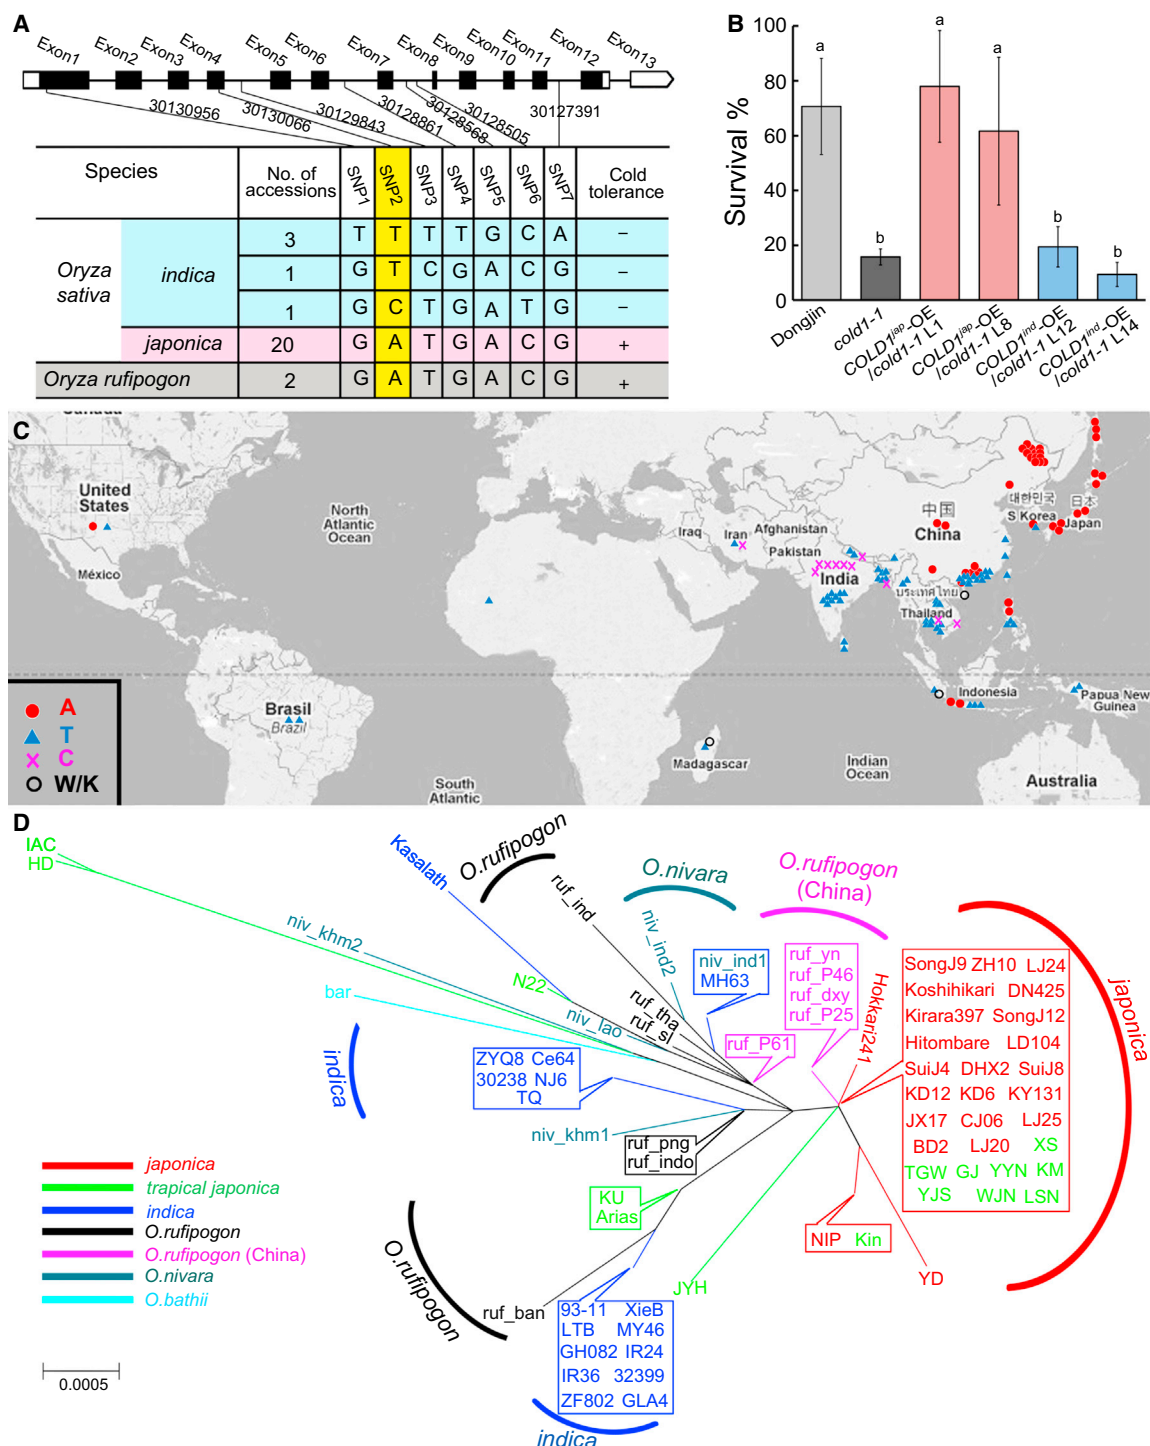 A
Exon1 Exon2 Exon3 Exon4 Exon5 Exon6 Exon7 Exon8 Exon9 Exon10 Exon11 Exon12 Exon13
30130956 30130066 30129843 30128861 30128568 30128505 30127391
Species No. of accessions SNP1 SNP2 SNP3 SNP4 SNP5 SNP6 SNP7 Cold tolerance
Oryza sativa
indica
3 T T T T G C A −
1 G T C G A C G −
1 G C T G A T G −
japonica 20 G A T G A C G +
Oryza rufipogon 2 G A T G A C G +
B
Survival %
100
80
60
40
20
0
a
b
a
a
b
b
Dongjin
cold1-1
COLD1jap-OE
/cold1-1 L1
COLD1jap-OE
/cold1-1 L8
COLD1ind-OE
/cold1-1 L12
COLD1ind-OE
/cold1-1 L14
C
Canada
United States
México
North Atlantic Ocean
Brasil
Brazil
South Atlantic
Iraq
Iran
Afghanistan
Pakistan
India
中国
China
대한민국
S Korea
日本
Japan
ประเทศไทย
Thailand
Indonesia
Papua New Guinea
Madagascar
Indian Ocean
Australia
A
T
C
W/K
D
IAC
HD
Kasalath
O.rufipogon
ruf_ind
O.nivara
niv_ind2
O.rufipogon
(China)
niv_khm2
N22
bar
niv_lao
ruf_tha
ruf_sl
niv_ind1
MH63
ruf_yn
ruf_P46
ruf_dxy
ruf_P25
ruf_P61
Hokkari241
SongJ9 ZH10 LJ24
Koshihikari DN425
Kirara397 SongJ12
Hitombare LD104
SuiJ4 DHX2 SuiJ8
KD12 KD6 KY131
JX17 CJ06 LJ25
BD2 LJ20 XS
TGW GJ YYN KM
YJS WJN LSN
japonica
indica
ZYQ8 Ce64
30238 NJ6
TQ
niv_khm1
ruf_png
ruf_indo
KU
Arias
O.rufipogon
ruf_ban
JYH
NIP Kin
YD
93-11 XieB
LTB MY46
GH082 IR24
IR36 32399
ZF802 GLA4
indica
japonica
trapical japonica
indica
O.rufipogon
O.rufipogon (China)
O.nivara
O.bathii
0.0005